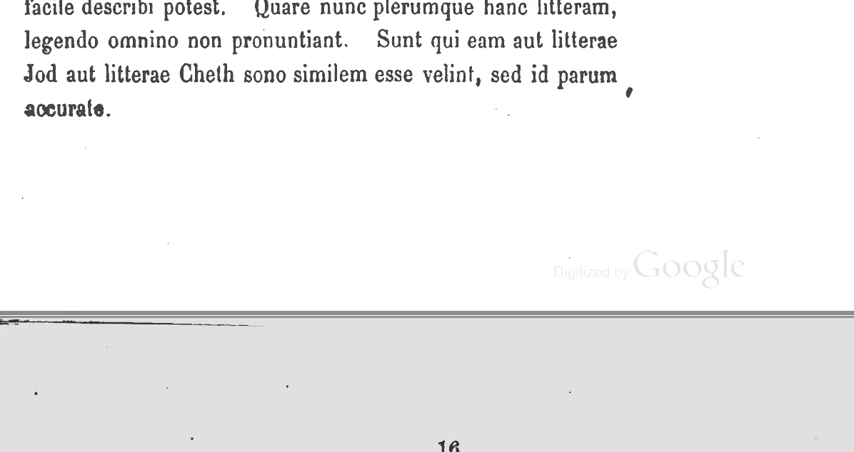 facile describi potest. Quare nunc plerumque hanc litteram,
legendo omnino non pronuntiant. Sunt qui eam aut litterae
Jod aut litterae Cheth sono similem esse velint, sed id parum
accurate.
Digitized by Google
16